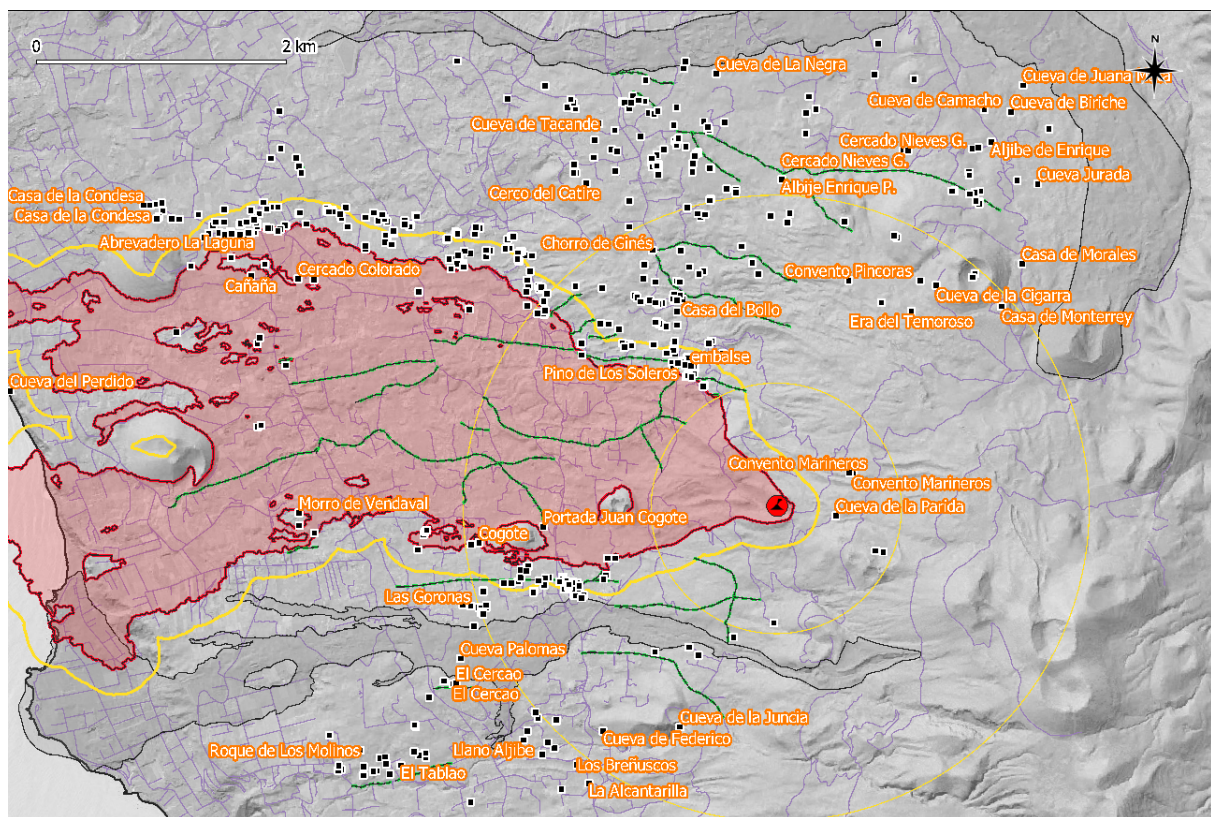 0
2 km
N
Cueva de La Negra
Cueva de Camacho
Cueva de Biriche
Cueva de Tacande
Cercado Nieves G.
Aljibe de Enrique
Cercado Nieves G.
Cueva Jurada
Albije Enrique P.
Cerco del Catire
Casa de la Condesa
Casa de la Condesa
Abrevadero La Laguna
Chorro de Ginés
Casa de Morales
Cercado Colorado
Convento Pincoras
Cañaña
Cueva de la Cigarra
Casa del Bollo
Era del Temoroso
Casa de Monterrey
embalse
Pino de Los Soleros
Cueva del Perdido
Convento Marineros
Convento Marineros
Morro de Vendaval
Cueva de la Parida
Portada Juan Cogote
Cogote
Las Goronas
Cueva Palomas
El Cercao
El Cercao
Cueva de la Juncia
Cueva de Federico
Roque de Los Molinos
Llano Aljibe
Los Breñuscos
El Tablao
La Alcantarilla